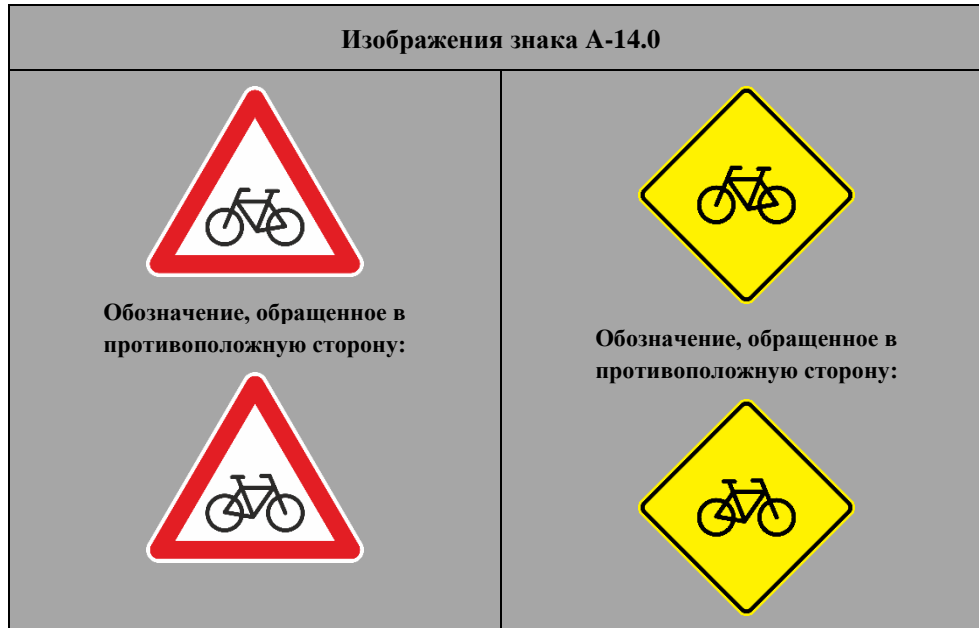 Изображения знака А-14.0
Обозначение, обращенное в
противоположную сторону:
Обозначение, обращенное в
противоположную сторону: